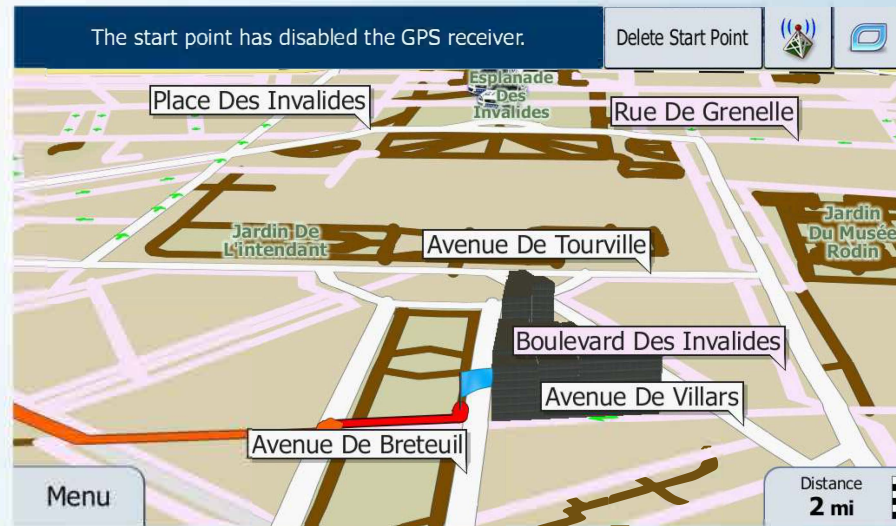 The start point has disabled the GPS receiver.
Delete Start Point
Esplanade
Des
Invalides
Place Des Invalides
Rue De Grenelle
Jardin De
L'intendant
Avenue De Tourville
Jardin
Du Musée
Rodin
Boulevard Des Invalides
Avenue De Villars
Avenue De Breteuil
Menu
Distance
2 mi